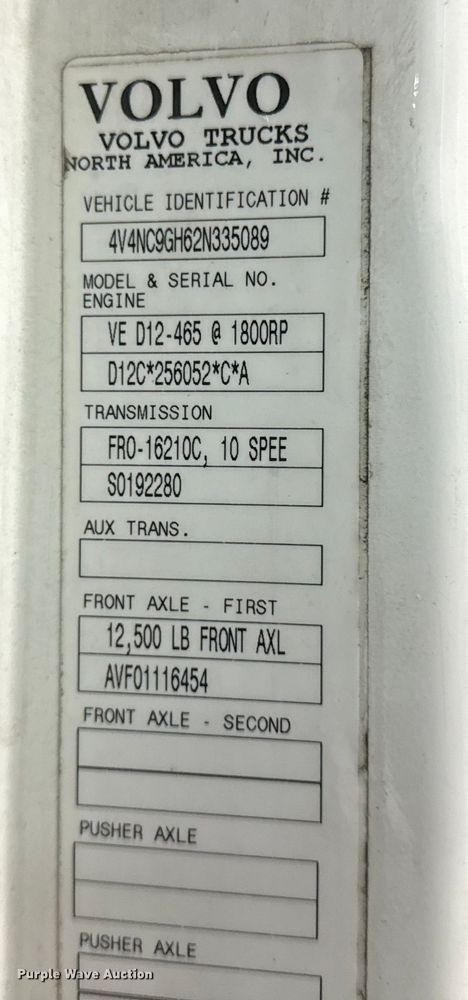 VOLVO
VOLVO TRUCKS
NORTH AMERICA, INC.
VEHICLE IDENTIFICATION #
4V4NC9GH62N335089
MODEL & SERIAL NO.
ENGINE
VE D12-465 @ 1800RP
D12C*256052*C*A
TRANSMISSION
FRO-16210C, 10 SPEE
S0192280
AUX TRANS.
FRONT AXLE - FIRST
12,500 LB FRONT AXL
AVF01116454
FRONT AXLE - SECOND
PUSHER AXLE
PUSHER AXLE
Purple Wave Auction